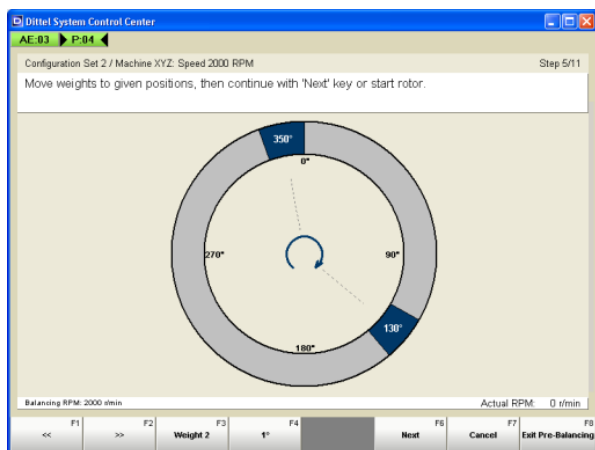 Dittel System Control Center
AE:03 P:04
Configuration Set 2 / Machine XYZ: Speed 2000 RPM Step 5/11
Move weights to given positions, then continue with 'Next' key or start rotor.
350°
0°
270° 90°
130°
180°
Balancing RPM: 2000 r/min Actual RPM: 0 r/min
F1 F2 F3 F4 F6 F7 F8
<< >> Weight 2 1° Next Cancel Exit Pre-Balancing